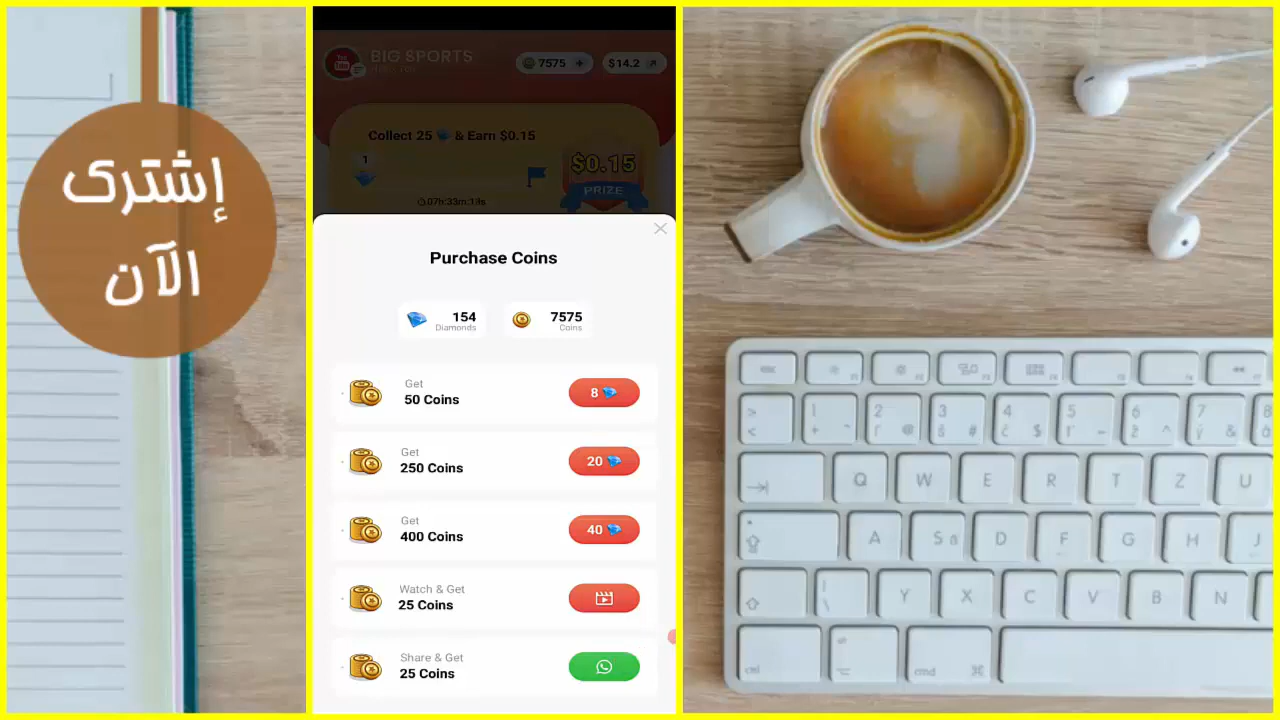 إشترك
الآن
BIG SPORTS
7575 +
$14.2
Collect 25 & Earn $0.15
1
$0.15
PRIZE
Purchase Coins
154
Diamonds
7575
Coins
Get
50 Coins
8
Get
250 Coins
20
Get
400 Coins
40
Watch & Get
25 Coins
Share & Get
25 Coins
Q W E R T Z U
A S D F G H J
Y X C V B N
ctrl
cmd